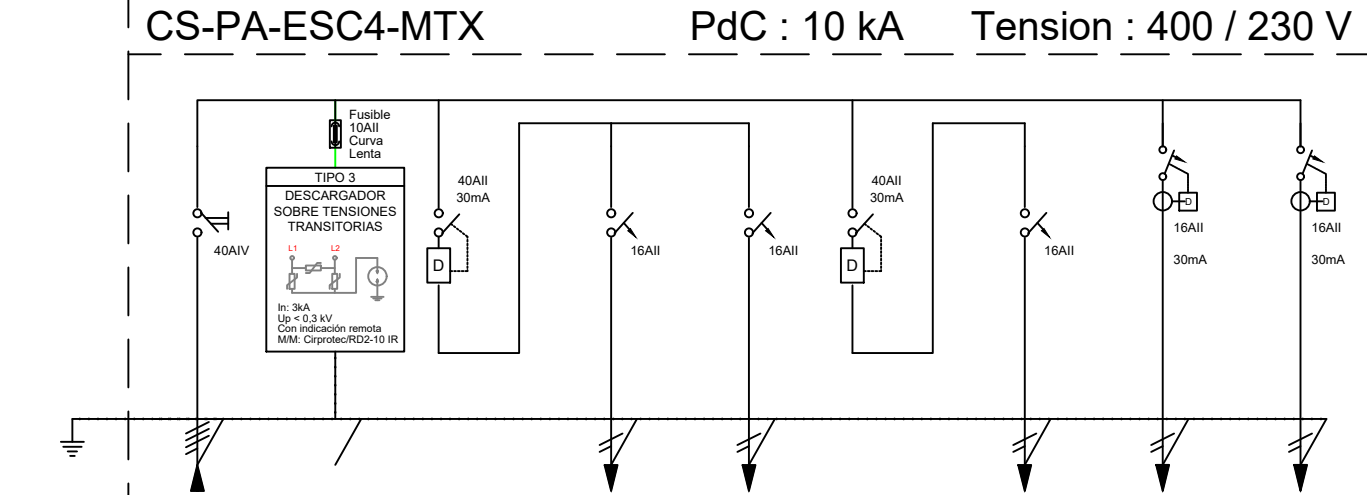 CS-PA-ESC4-MTX
PdC : 10 kA
Tension : 400 / 230 V
Fusible
10AII
Curva
Lenta
TIPO 3
DESCARGADOR
SOBRE TENSIONES
TRANSITORIAS
L1
L2
In: 3kA
Up < 0,3 kV
Con indicación remota
M/M: Cirprotec/RD2-10 IR
40AIV
40AII
30mA
D
16AII
16AII
40AII
30mA
D
16AII
D
16AII
30mA
D
16AII
30mA